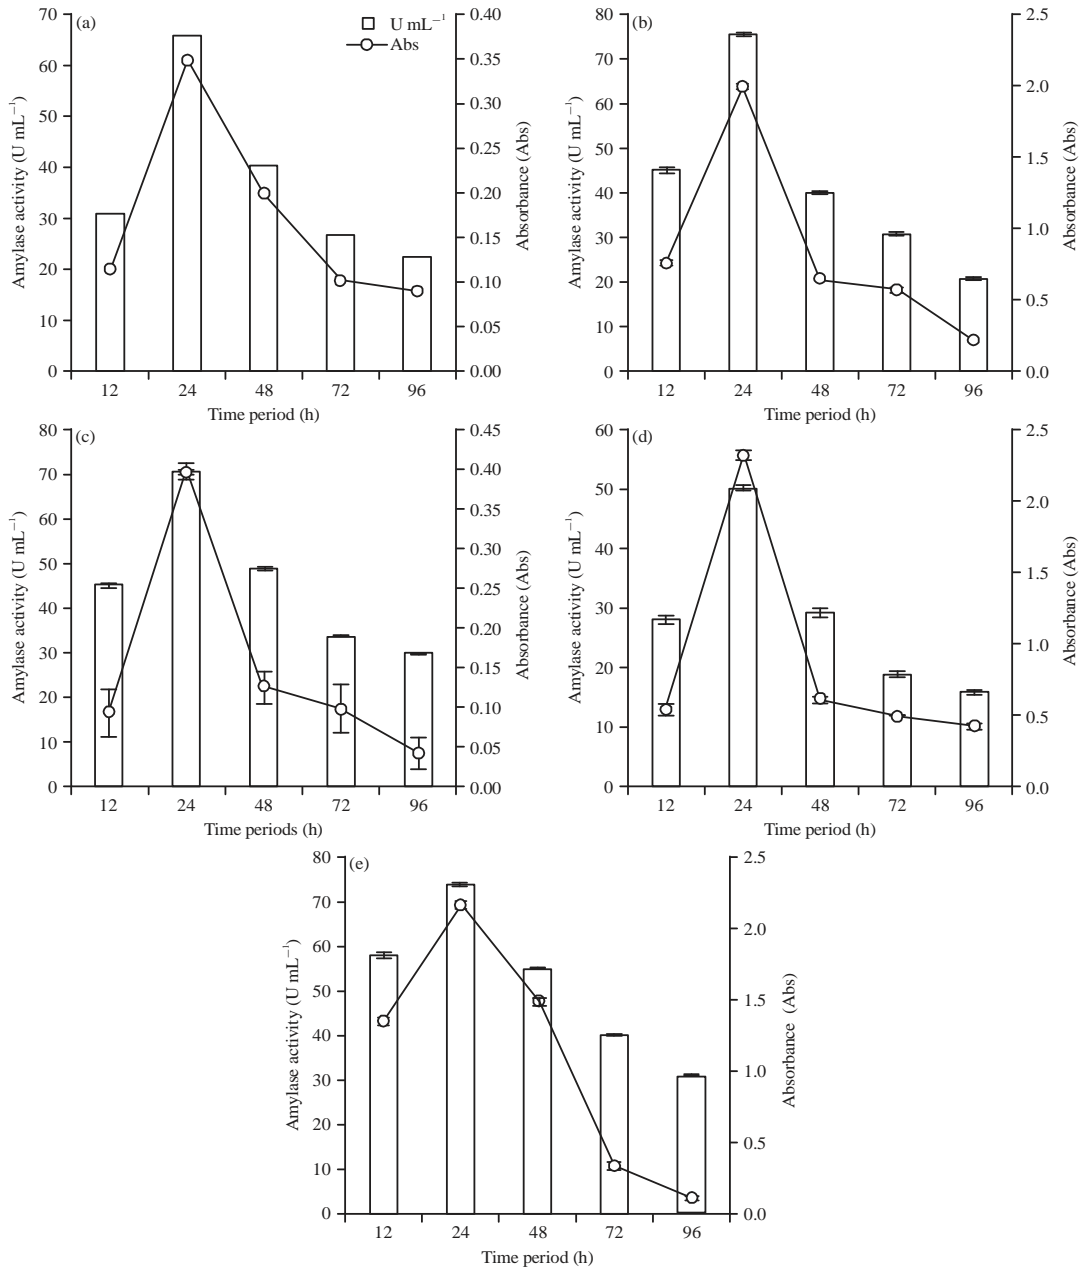 (a)
U mL⁻¹
Abs
Amylase activity (U mL⁻¹)
70
60
50
40
30
20
10
0
0.40
0.35
0.30
0.25
0.20
0.15
0.10
0.05
0.00
Absorbance (Abs)
12 24 48 72 96
Time period (h)
(b)
Amylase activity (U mL⁻¹)
80
70
60
50
40
30
20
10
0
2.5
2.0
1.5
1.0
0.5
0.0
Absorbance (Abs)
12 24 48 72 96
Time period (h)
(c)
Amylase activity (U mL⁻¹)
80
70
60
50
40
30
20
10
0
0.45
0.40
0.35
0.30
0.25
0.20
0.15
0.10
0.05
0.00
Absorbance (Abs)
12 24 48 72 96
Time periods (h)
(d)
Amylase activity (U mL⁻¹)
60
50
40
30
20
10
0
2.5
2.0
1.5
1.0
0.5
0.0
Absorbance (Abs)
12 24 48 72 96
Time period (h)
(e)
Amylase activity (U mL⁻¹)
80
70
60
50
40
30
20
10
0
2.5
2.0
1.5
1.0
0.5
0.0
Absorbance (Abs)
12 24 48 72 96
Time period (h)